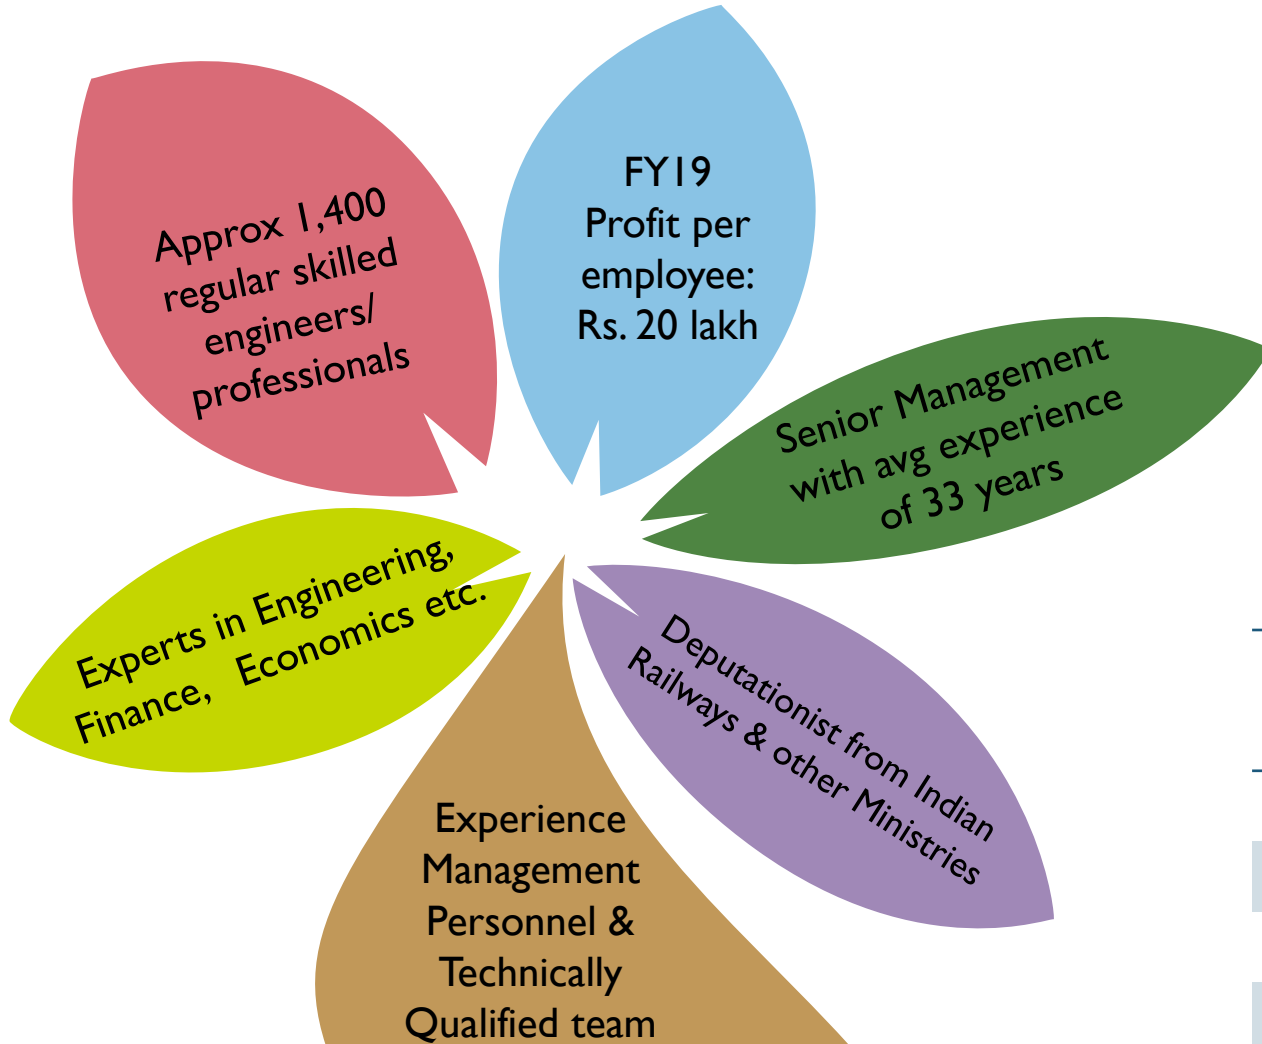 Approx 1,400
regular skilled
engineers/
professionals
FY19
Profit per
employee:
Rs. 20 lakh
Senior Management
with avg experience
of 33 years
Experts in Engineering,
Finance, Economics etc.
Deputationist from Indian
Railways & other Ministries
Experience
Management
Personnel &
Technically
Qualified team